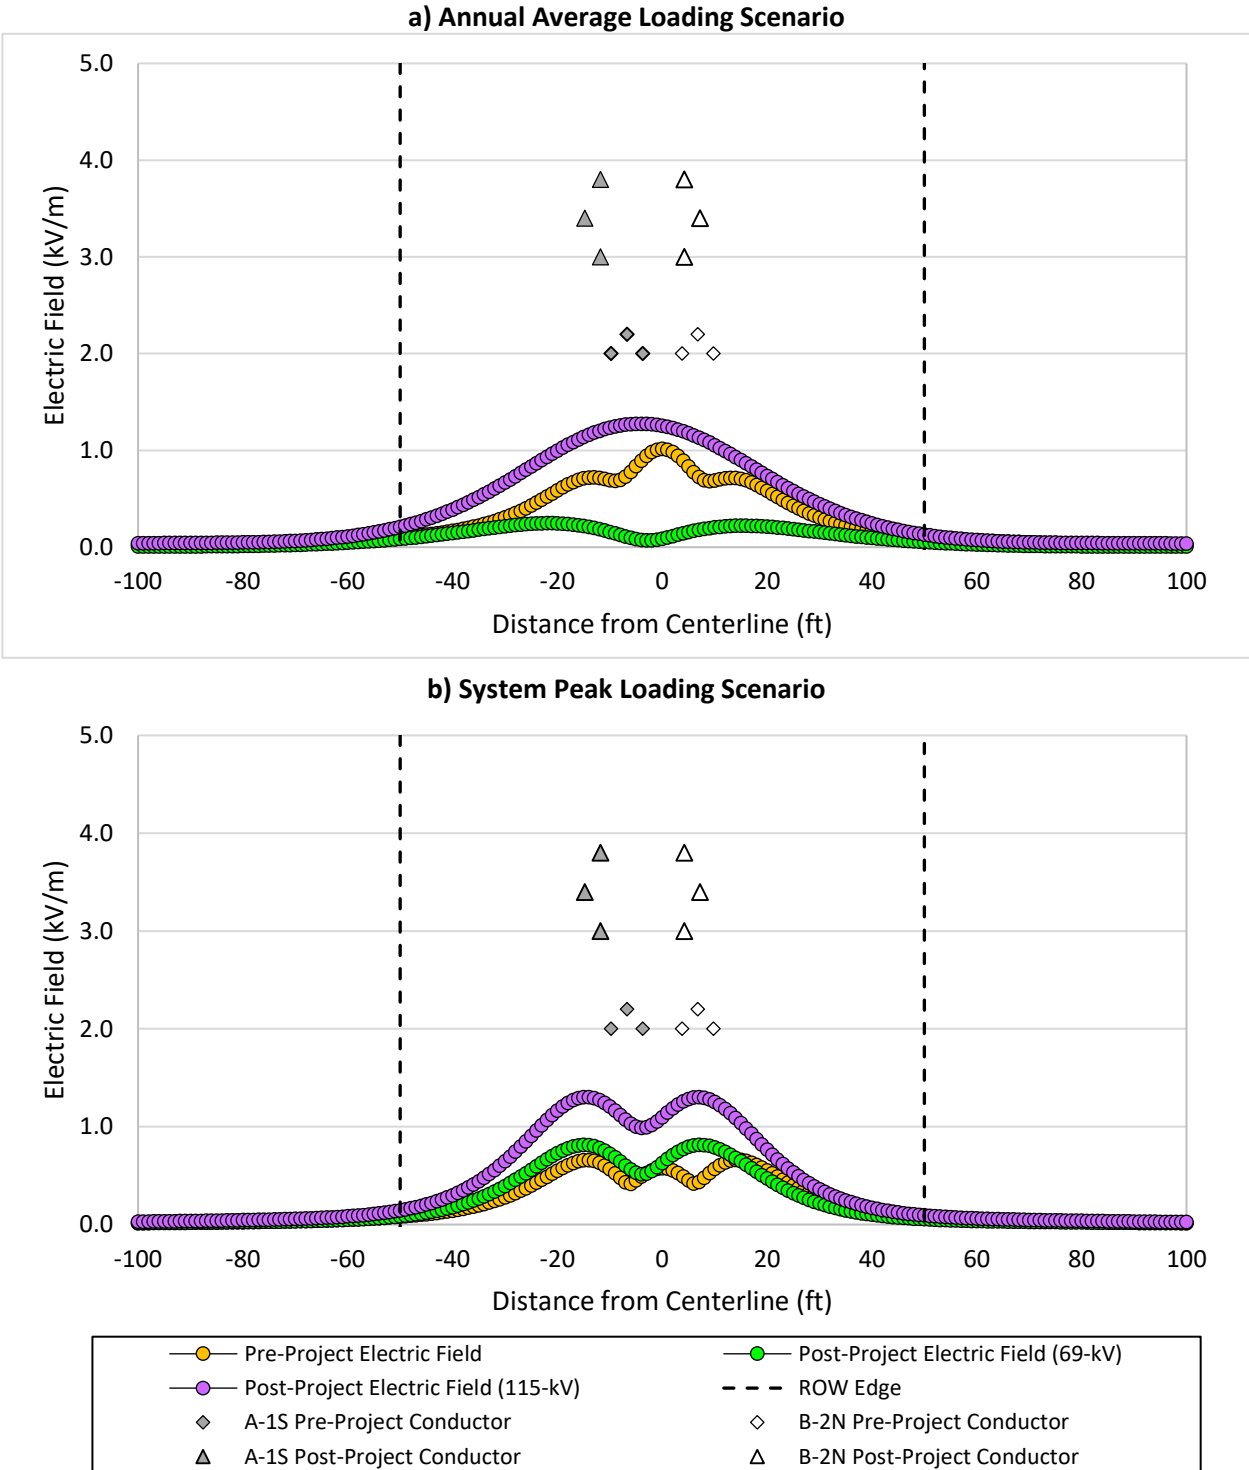 a) Annual Average Loading Scenario
Electric Field (kV/m)
5.0
4.0
3.0
2.0
1.0
0.0
-100 -80 -60 -40 -20 0 20 40 60 80 100
Distance from Centerline (ft)
b) System Peak Loading Scenario
Electric Field (kV/m)
5.0
4.0
3.0
2.0
1.0
0.0
-100 -80 -60 -40 -20 0 20 40 60 80 100
Distance from Centerline (ft)
Pre-Project Electric Field Post-Project Electric Field (69-kV)
Post-Project Electric Field (115-kV) ROW Edge
A-1S Pre-Project Conductor B-2N Pre-Project Conductor
A-1S Post-Project Conductor B-2N Post-Project Conductor